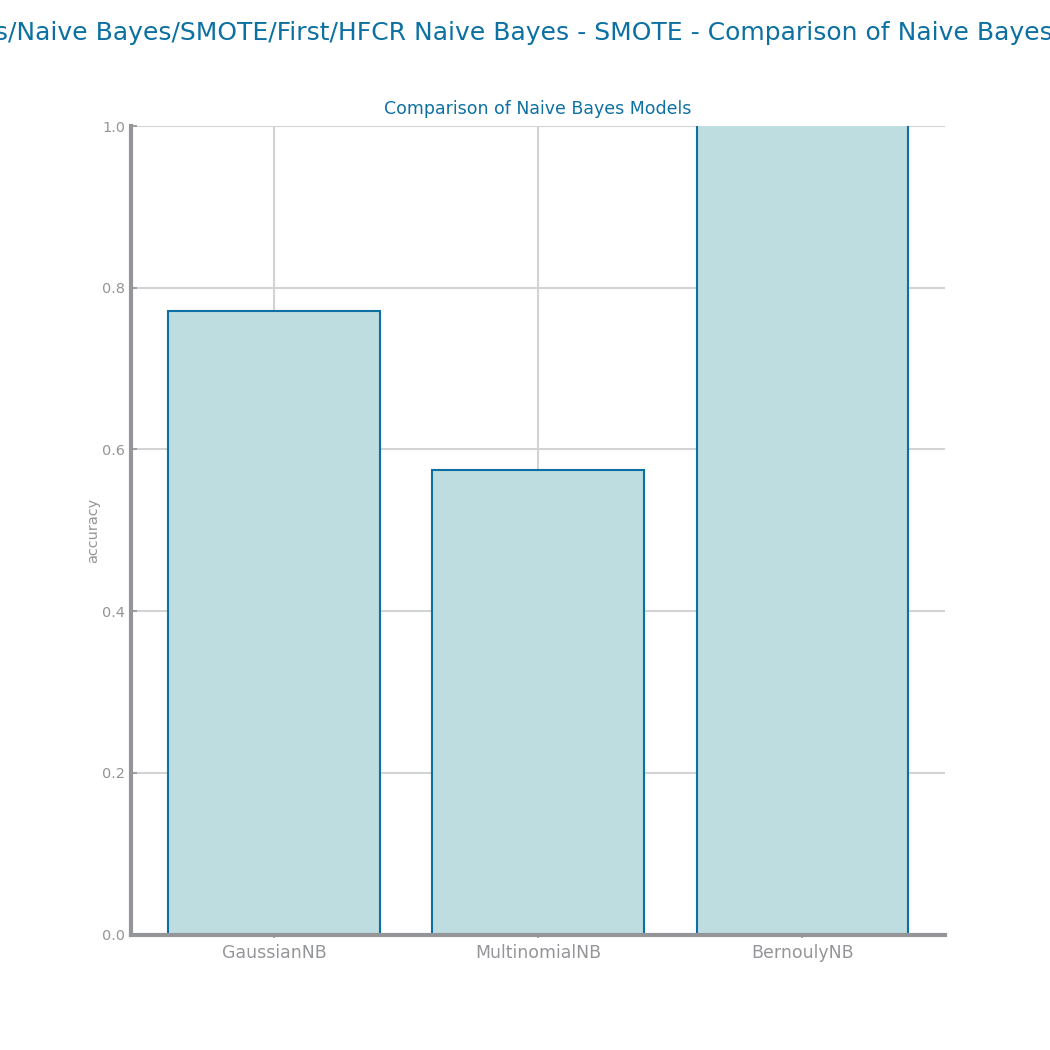 s/Naive Bayes/SMOTE/First/HFCR Naive Bayes - SMOTE - Comparison of Naive Bayes
Comparison of Naive Bayes Models
1.0
0.8
0.6
0.4
0.2
0.0
accuracy
GaussianNB MultinomialNB BernoulyNB